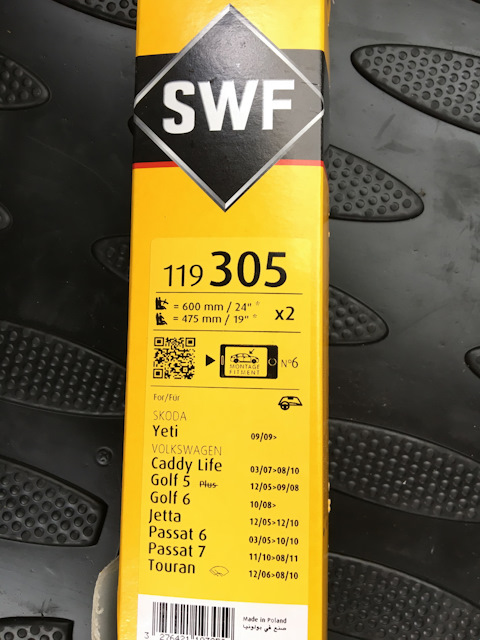 SWF
119 305
= 600 mm / 24" ®
= 475 mm / 19" ®
x2
MONTAGE
FITMENT
N°6
For/Für
SKODA
Yeti 09/09>
VOLKSWAGEN
Caddy Life 03/07>08/10
Golf 5 Plus 12/05>09/08
Golf 6 10/08>
Jetta 12/05>12/10
Passat 6 03/05>10/10
Passat 7 11/10>08/11
Touran 12/06>08/10
Made in Poland
صنع في بولونيا